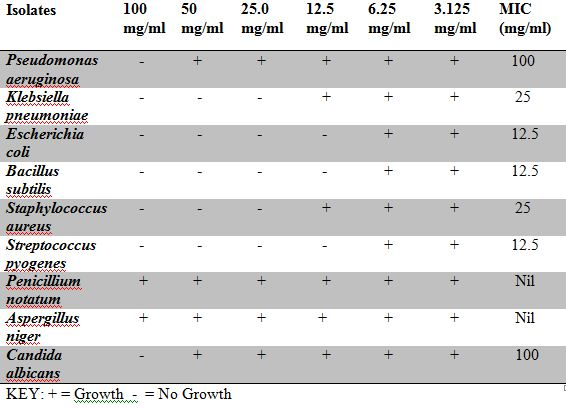 Isolates 100 50 25.0 12.5 6.25 3.125 MIC
mg/ml mg/ml mg/ml mg/ml mg/ml mg/ml (mg/ml)
Pseudomonas - + + + + + 100
aeruginosa
Klebsiella - - - + + + 25
pneumoniae
Escherichia - - - - + + 12.5
coli
Bacillus - - - - + + 12.5
subtilis
Staphylococcus - - - + + + 25
aureus
Streptococcus - - - - + + 12.5
pyogenes
Penicillium + + + + + + Nil
notatum
Aspergillus + + + + + + Nil
niger
Candida - + + + + + 100
albicans
KEY: + = Growth - = No Growth